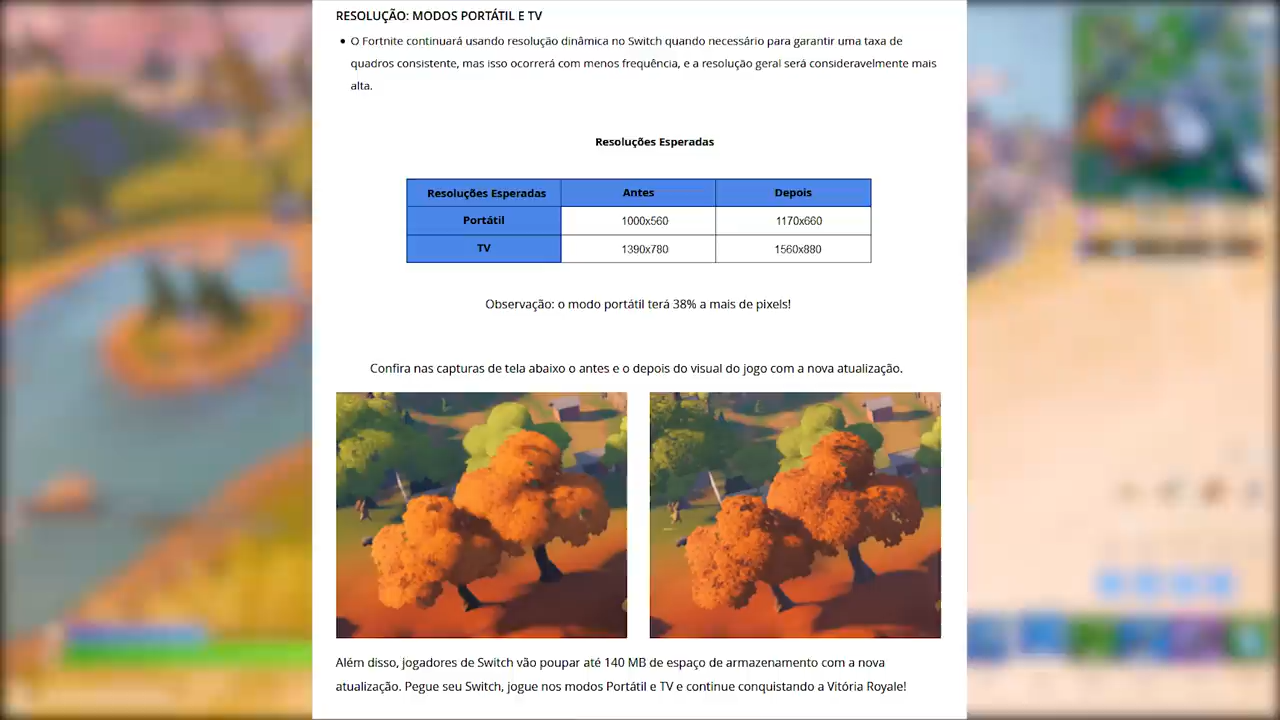 RESOLUÇÃO: MODOS PORTÁTIL E TV
• O Fortnite continuará usando resolução dinâmica no Switch quando necessário para garantir uma taxa de
quadros consistente, mas isso ocorrerá com menos frequência, e a resolução geral será consideravelmente mais
alta.
Resoluções Esperadas
Resoluções Esperadas Antes Depois
Portátil 1000x560 1170x660
TV 1390x780 1560x880
Observação: o modo portátil terá 38% a mais de pixels!
Confira nas capturas de tela abaixo o antes e o depois do visual do jogo com a nova atualização.
Além disso, jogadores de Switch vão poupar até 140 MB de espaço de armazenamento com a nova
atualização. Pegue seu Switch, jogue nos modos Portátil e TV e continue conquistando a Vitória Royale!